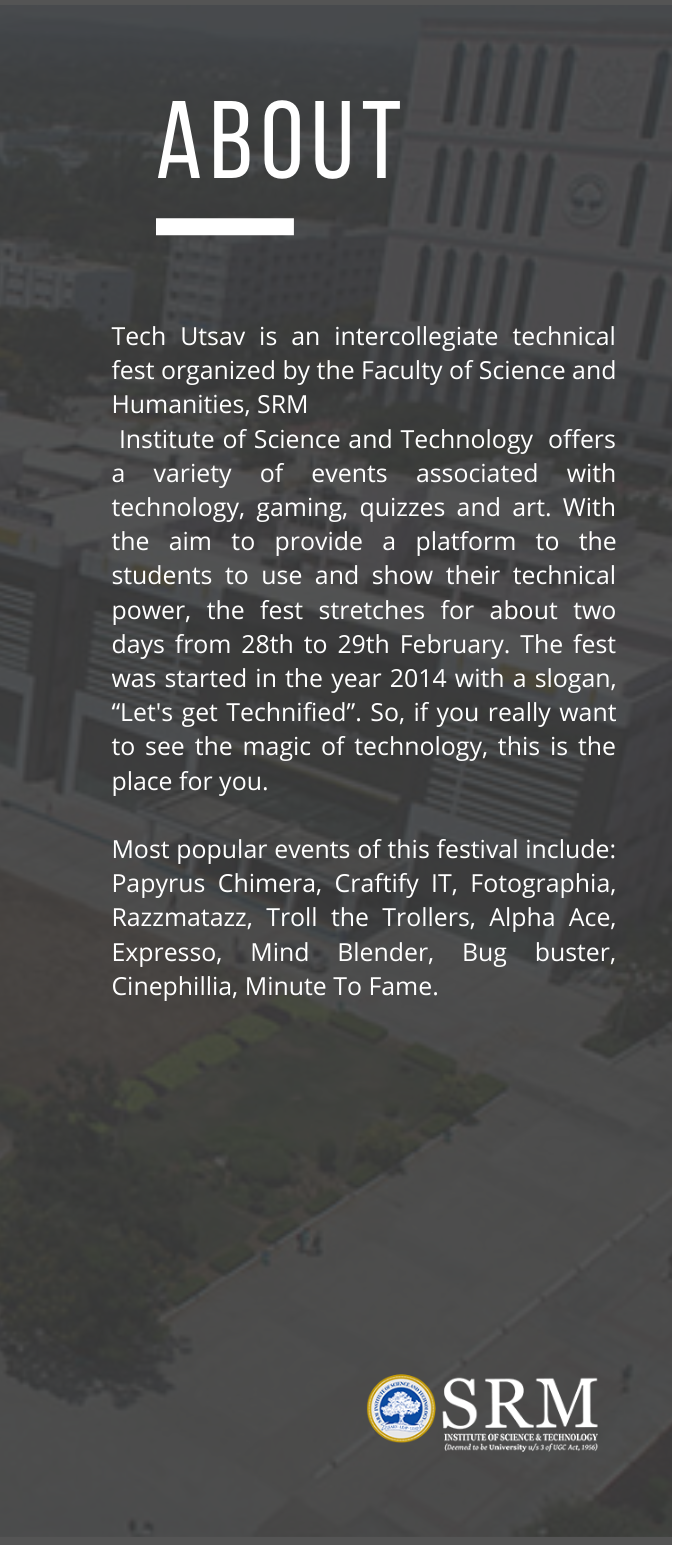 ABOUT
Tech Utsav is an intercollegiate technical
fest organized by the Faculty of Science and
Humanities, SRM
Institute of Science and Technology offers
a variety of events associated with
technology, gaming, quizzes and art. With
the aim to provide a platform to the
students to use and show their technical
power, the fest stretches for about two
days from 28th to 29th February. The fest
was started in the year 2014 with a slogan,
“Let's get Technified”. So, if you really want
to see the magic of technology, this is the
place for you.
Most popular events of this festival include:
Papyrus Chimera, Craftify IT, Fotographia,
Razzmatazz, Troll the Trollers, Alpha Ace,
Expresso, Mind Blender, Bug buster,
Cinephillia, Minute To Fame.
SRM
INSTITUTE OF SCIENCE & TECHNOLOGY
(Deemed to be University u/s 3 of UGC Act, 1956)